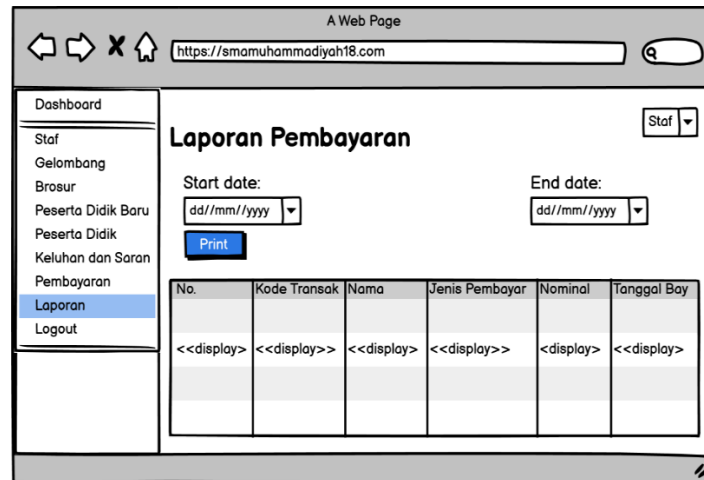 A Web Page
https://smamuhammadiyah18.com
Dashboard
Staf
Gelombang
Brosur
Peserta Didik Baru
Peserta Didik
Keluhan dan Saran
Pembayaran
Laporan
Logout
Staf
Laporan Pembayaran
Start date: End date:
dd//mm//yyyy dd//mm//yyyy
Print
No. Kode Transak Nama Jenis Pembayar Nominal Tanggal Bay
<<display> <<display>> <<display> <<display>> <display> <<display>